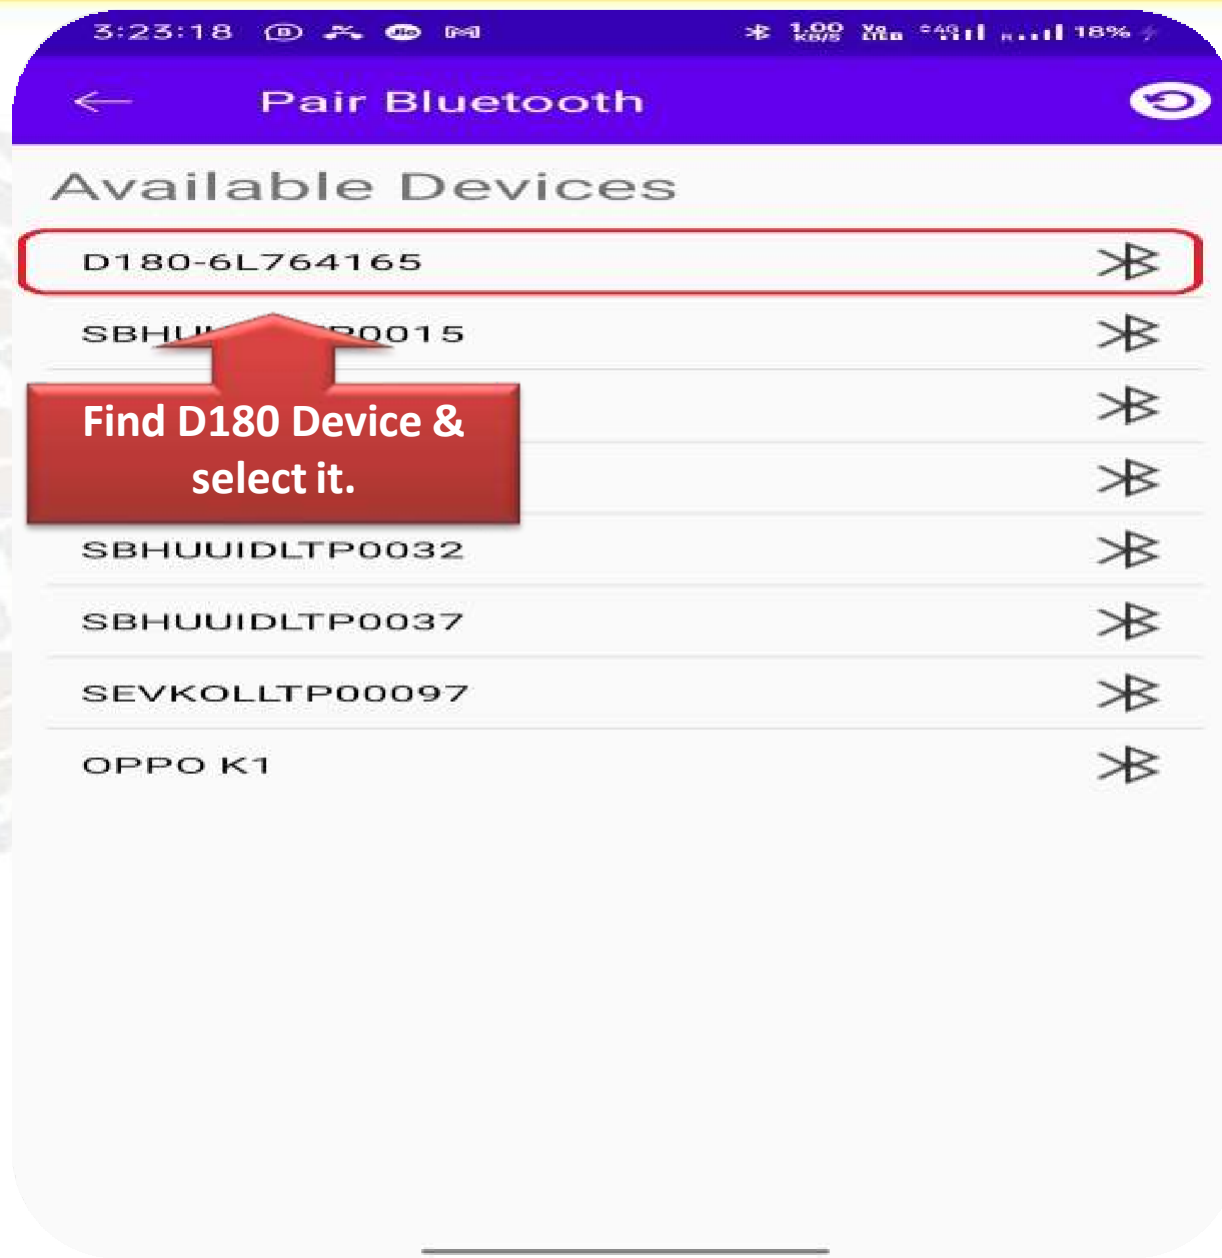 3:23:18 18%
Pair Bluetooth
Available Devices
D180-6L764165
Find D180 Device &
select it.
SBHUUIDLTP0032
SBHUUIDLTP0037
SEVKOLLTP00097
OPPO K1